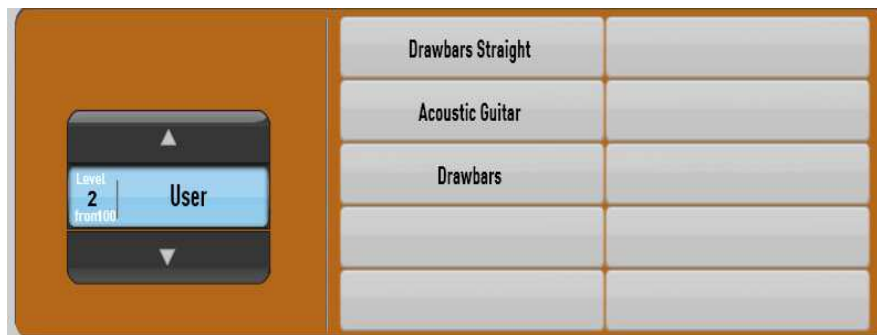 Drawbars Straight
Acoustic Guitar
Level
2
from100
User
Drawbars